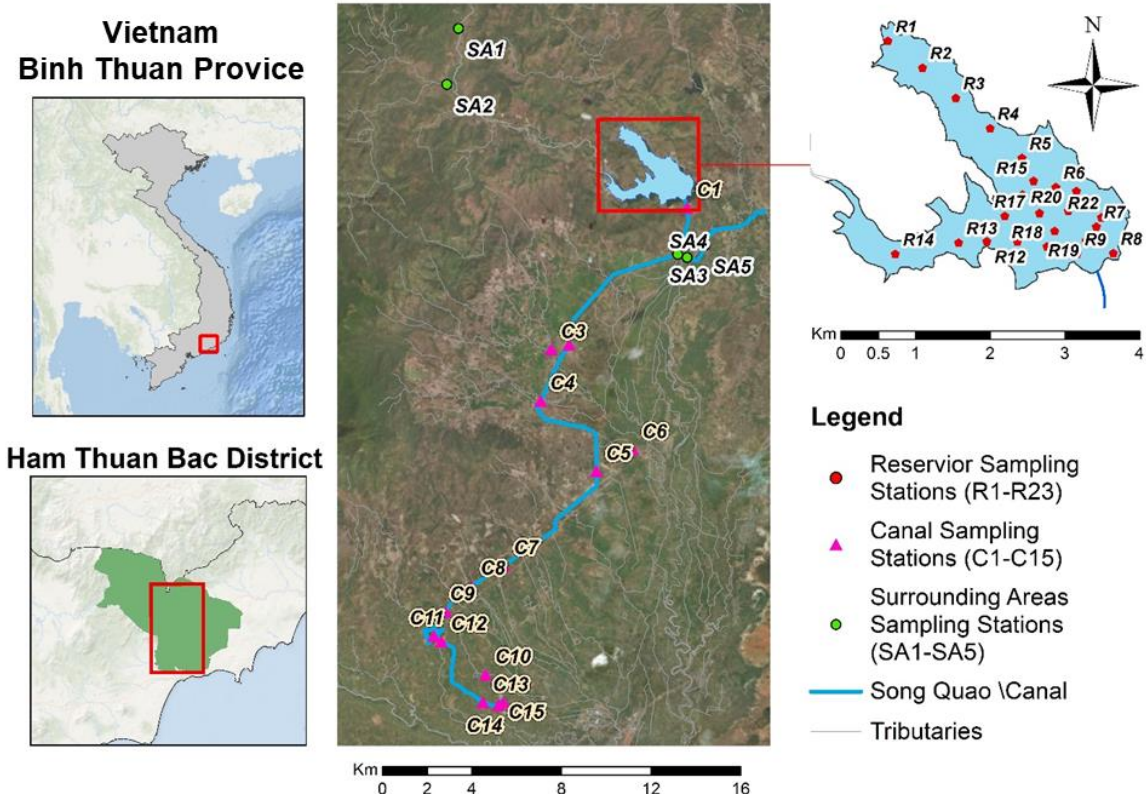 Vietnam
Binh Thuan Provice
Ham Thuan Bac District
SA1
SA2
C1
SA4
SA3
SA5
C3
C4
C6
C5
C7
C8
C9
C11
C12
C10
C13
C14
C15
Km
0 2 4 8 12 16
R1
R2
R3
R4
R5
R15
R6
R17
R20
R22
R7
R13
R18
R9
R8
R14
R12
R19
N
Km
0 0.5 1 2 3 4
Legend
Reservior Sampling
Stations (R1-R23)
Canal Sampling
Stations (C1-C15)
Surrounding Areas
Sampling Stations
(SA1-SA5)
Song Quao \Canal
Tributaries